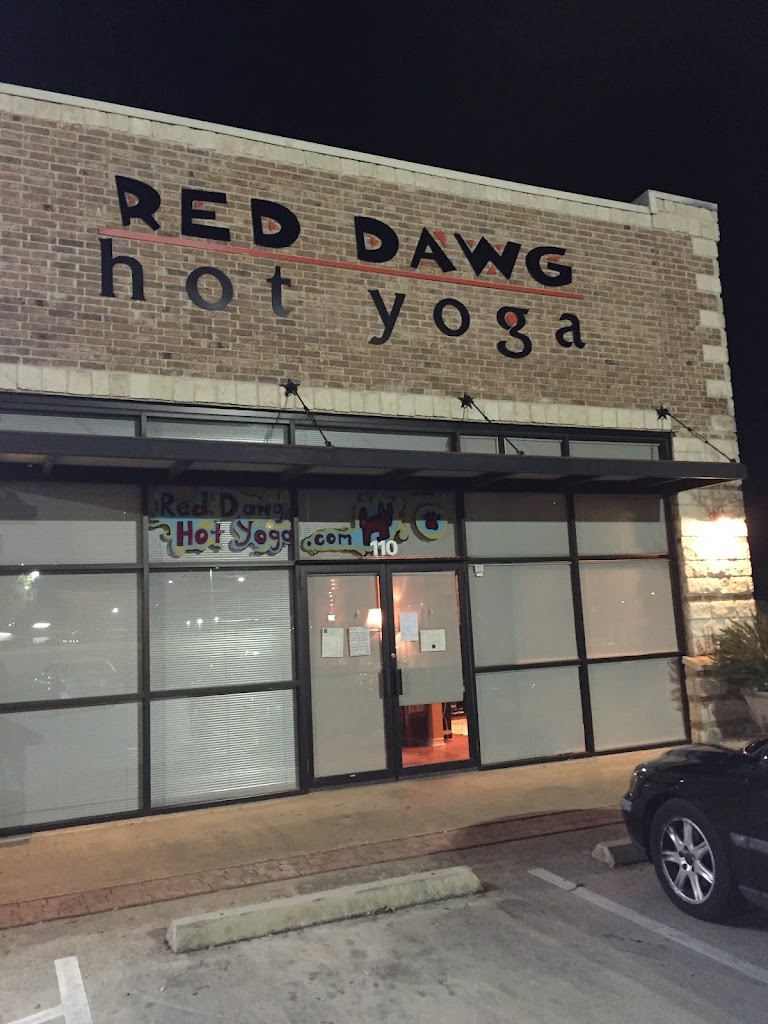 RED DAWG
hot yoga
Red Dawg
Hot Yoga .com
110